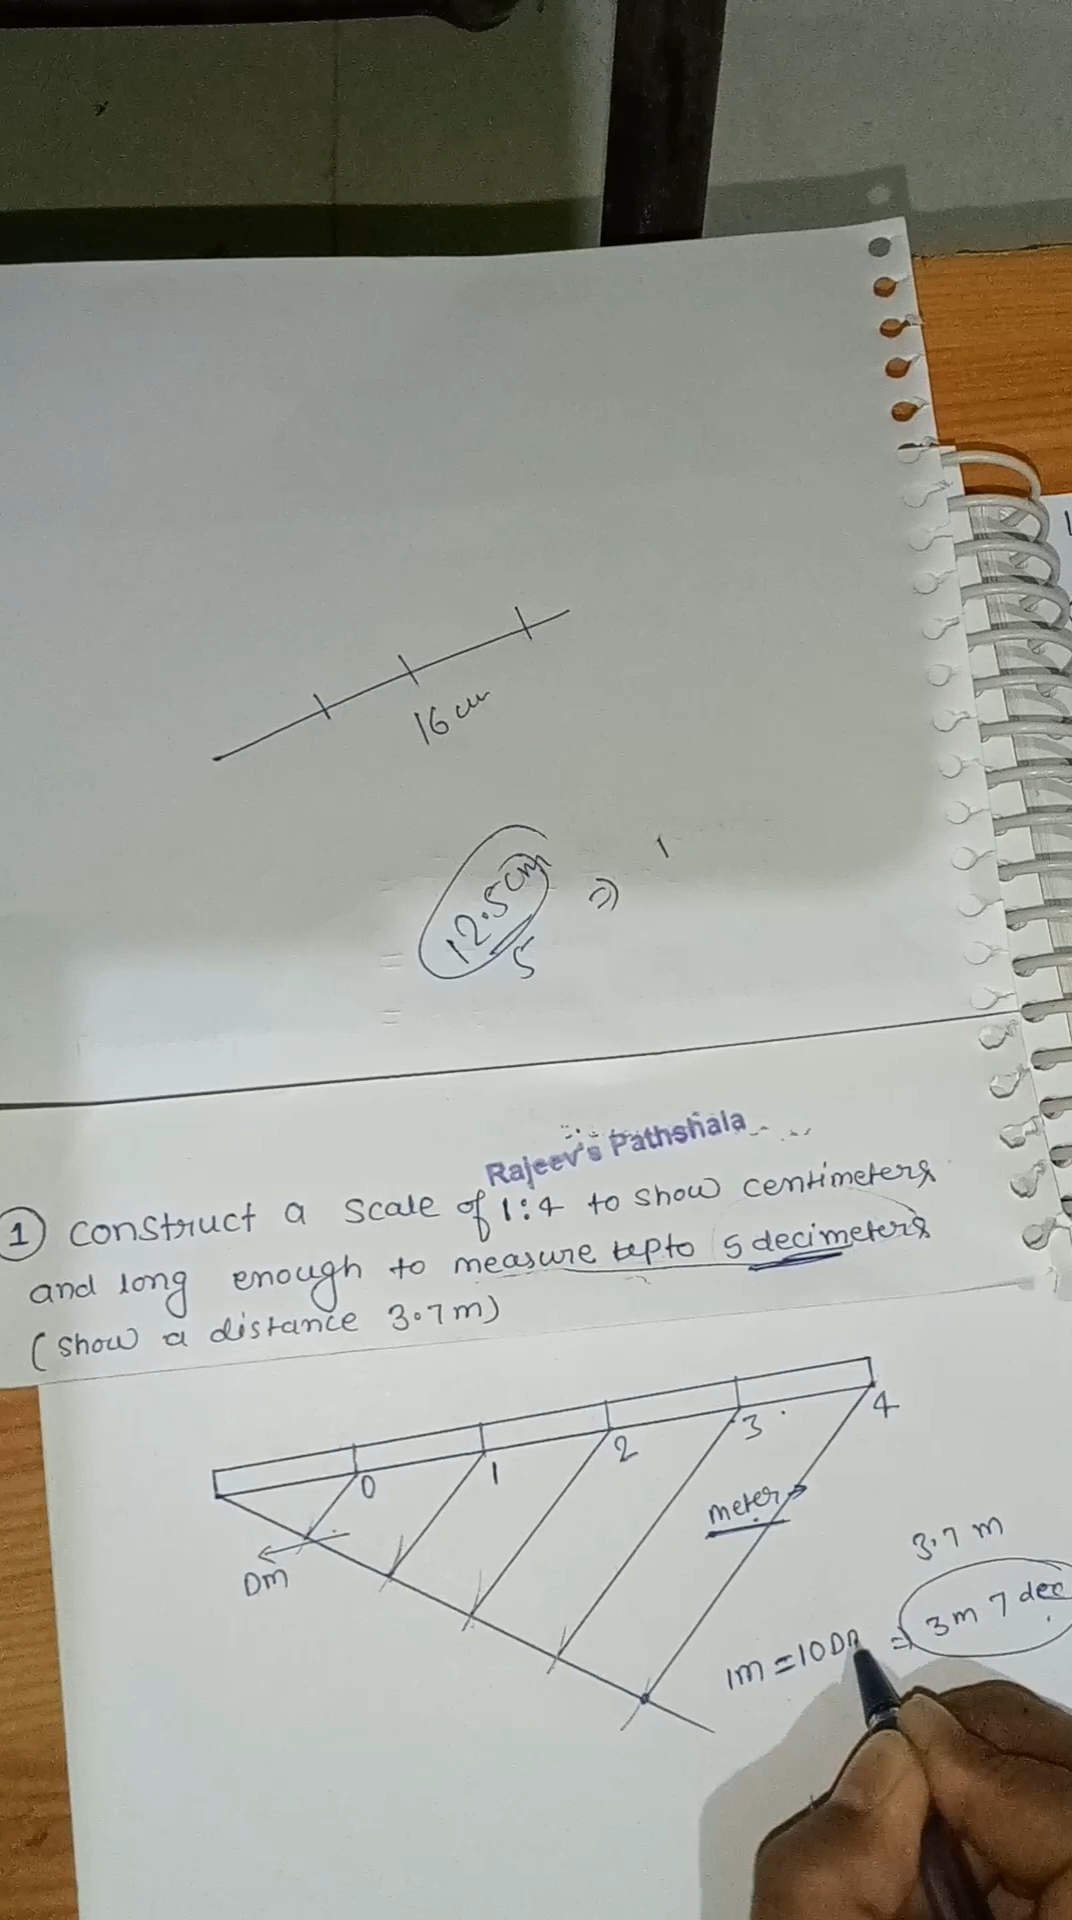 16 cm
12.5 cm ⇒
5
=
=
Rajeev's Pathshala
① construct a scale of 1:4 to show centimeters
and long enough to measure upto 5 decimeters
(show a distance 3.7m)
0 1 2 3 4
meter
Dm
3.7 m
1m = 10 D ⇒ 3m 7 dec